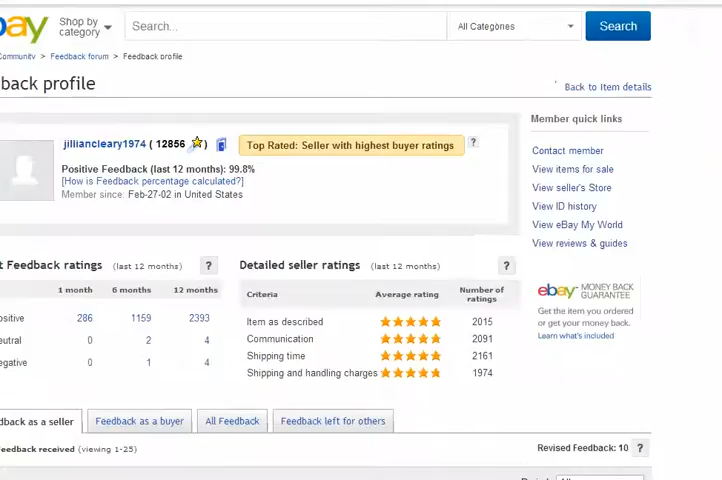 bay
Shop by category
Search...
All Categories
Search
Community > Feedback forum > Feedback profile
back profile
Back to Item details
jilliancleary1974 ( 12856 )
Top Rated: Seller with highest buyer ratings
?
Positive Feedback (last 12 months): 99.8%
[How is Feedback percentage calculated?]
Member since: Feb-27-02 in United States
Member quick links
Contact member
View items for sale
View seller's Store
View ID history
View eBay My World
View reviews & guides
t Feedback ratings (last 12 months) ?
1 month 6 months 12 months
ositive 286 1159 2393
eutral 0 2 4
egative 0 1 4
Detailed seller ratings (last 12 months) ?
Criteria Average rating Number of ratings
Item as described 2015
Communication 2091
Shipping time 2161
Shipping and handling charges 1974
ebay MONEY BACK GUARANTEE
Get the item you ordered
or get your money back.
Learn what's included
dback as a seller
Feedback as a buyer
All Feedback
Feedback left for others
eedback received (viewing 1-25)
Revised Feedback: 10 ?